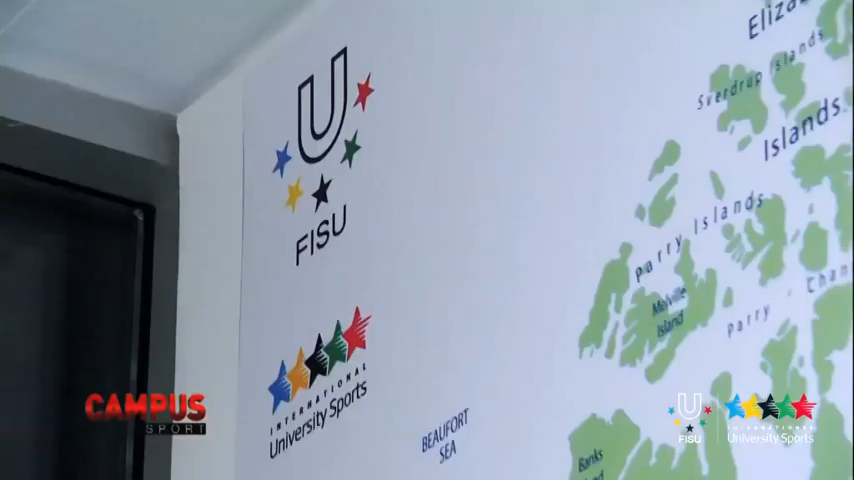 U
FISU
INTERNATIONAL
University Sports
BEAUFORT
SEA
Sverdrup Islands
Islands
Parry Islands
Melville
Island
Parry
Banks
CAMPUS
SPORT
U
FISU
INTERNATIONAL
University Sports